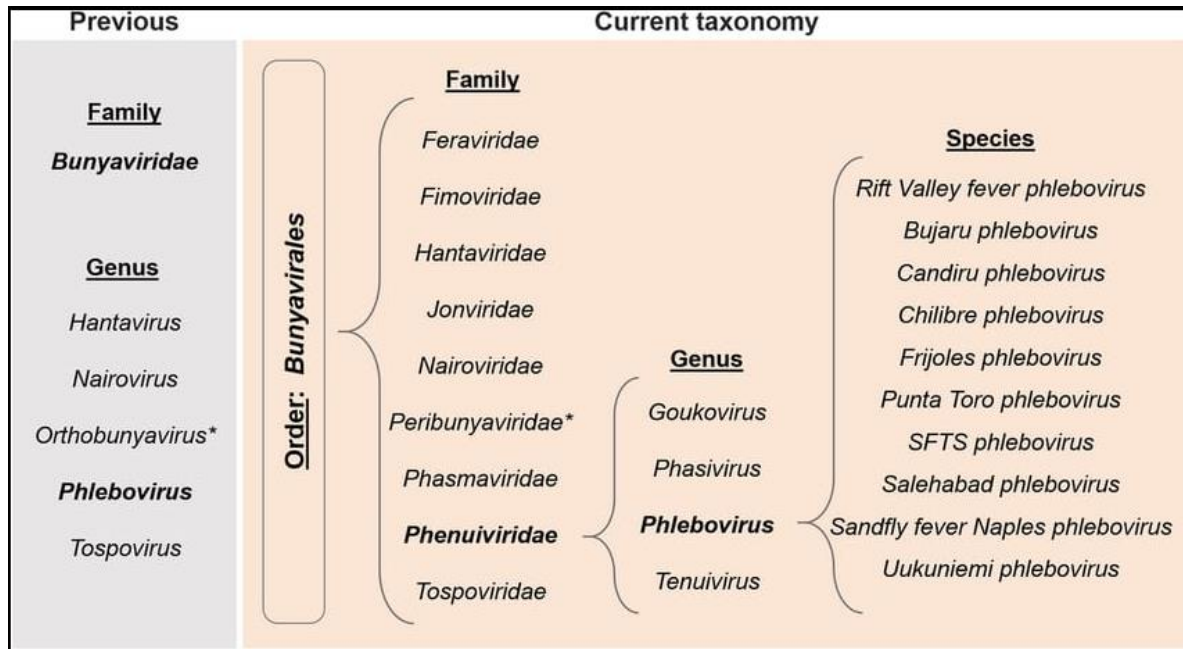 Previous
Current taxonomy
Family
Bunyaviridae
Genus
Hantavirus
Nairovirus
Orthobunyavirus*
Phlebovirus
Tospovirus
Order: Bunyavirales
Family
Feraviridae
Fimoviridae
Hantaviridae
Jonviridae
Nairoviridae
Peribunyaviridae*
Phasmaviridae
Phenuiviridae
Tospoviridae
Genus
Goukovirus
Phasivirus
Phlebovirus
Tenuivirus
Species
Rift Valley fever phlebovirus
Bujaru phlebovirus
Candiru phlebovirus
Chilibre phlebovirus
Frijoles phlebovirus
Punta Toro phlebovirus
SFTS phlebovirus
Salehabad phlebovirus
Sandfly fever Naples phlebovirus
Uukuniemi phlebovirus